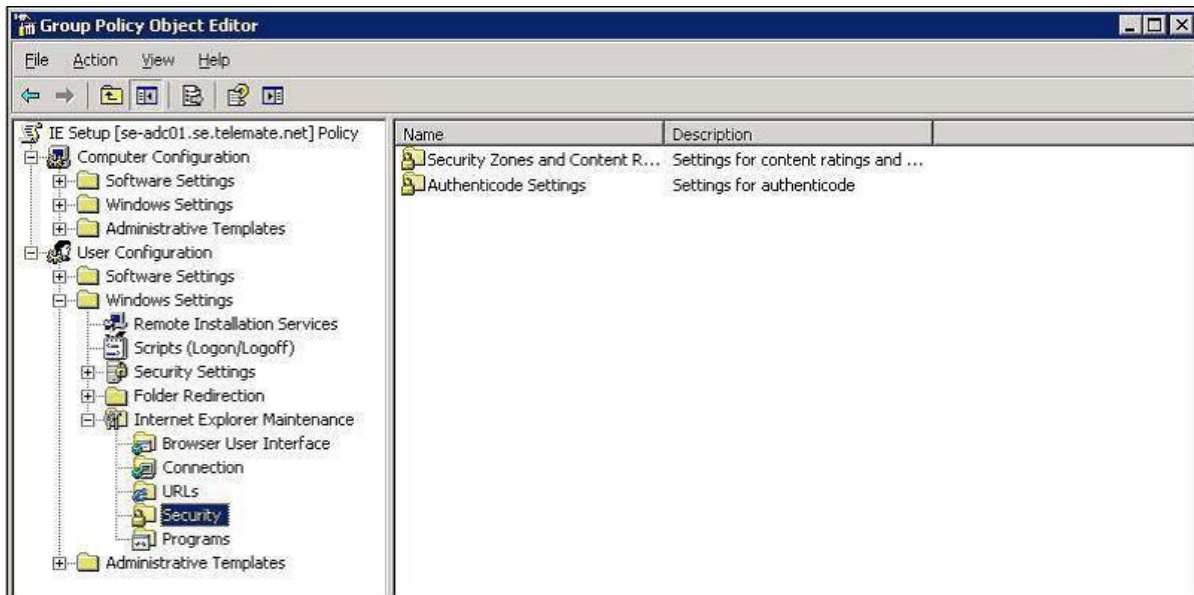 Group Policy Object Editor
File Action View Help
IE Setup [se-adc01.se.telemate.net] Policy
Computer Configuration
Software Settings
Windows Settings
Administrative Templates
User Configuration
Software Settings
Windows Settings
Remote Installation Services
Scripts (Logon/Logoff)
Security Settings
Folder Redirection
Internet Explorer Maintenance
Browser User Interface
Connection
URLs
Security
Programs
Administrative Templates
Name Description
Security Zones and Content R... Settings for content ratings and ...
Authenticode Settings Settings for authenticode